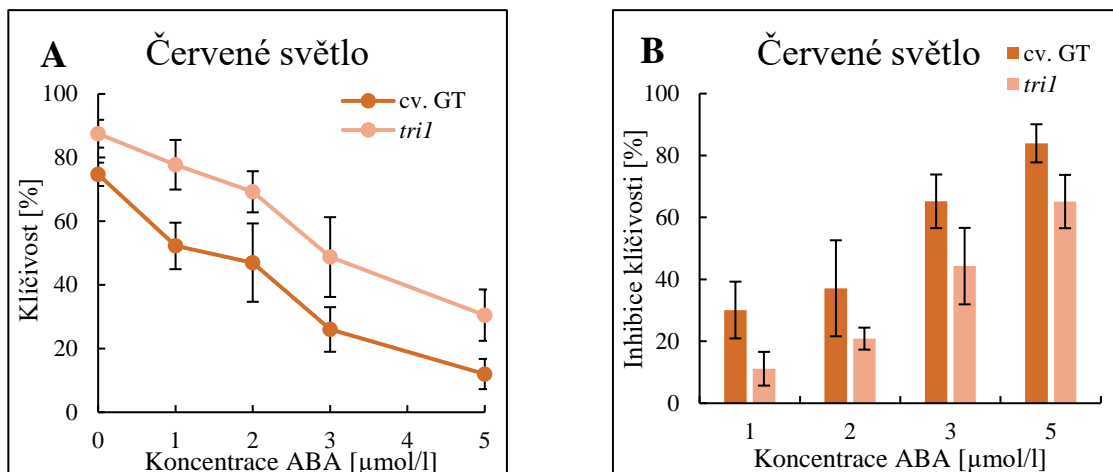 A
Červené světlo
cv. GT
tri1
Klíčivost [%]
100
80
60
40
20
0
0 1 2 3 4 5
Koncentrace ABA [µmol/l]
B
Červené světlo
cv. GT
tri1
Inhibice klíčivosti [%]
100
80
60
40
20
0
1 2 3 5
Koncentrace ABA [µmol/l]